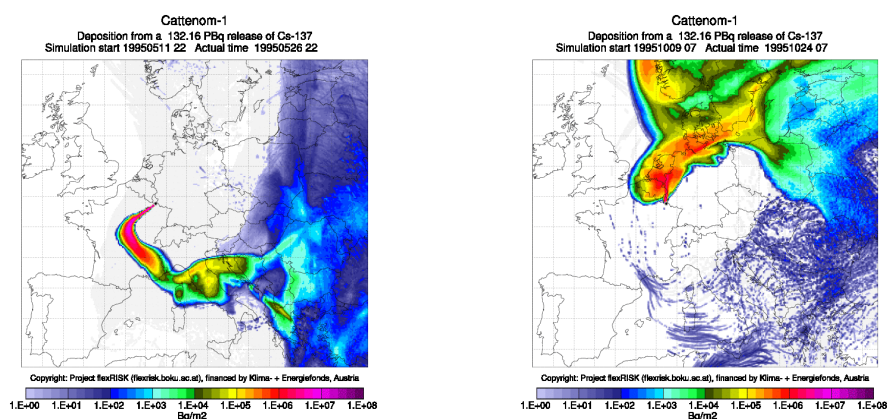 Cattenom-1
Deposition from a 132.16 PBq release of Cs-137
Simulation start 19950511 22 Actual time 19950526 22
Copyright: Project flexRISK (flexrisk.boku.ac.at), financed by Klima- + Energiefonds, Austria
1.E+00 1.E+01 1.E+02 1.E+03 1.E+04 1.E+05 1.E+06 1.E+07 1.E+08
Bq/m2
Cattenom-1
Deposition from a 132.16 PBq release of Cs-137
Simulation start 19951009 07 Actual time 19951024 07
Copyright: Project flexRISK (flexrisk.boku.ac.at), financed by Klima- + Energiefonds, Austria
1.E+00 1.E+01 1.E+02 1.E+03 1.E+04 1.E+05 1.E+06 1.E+07 1.E+08
Bq/m2